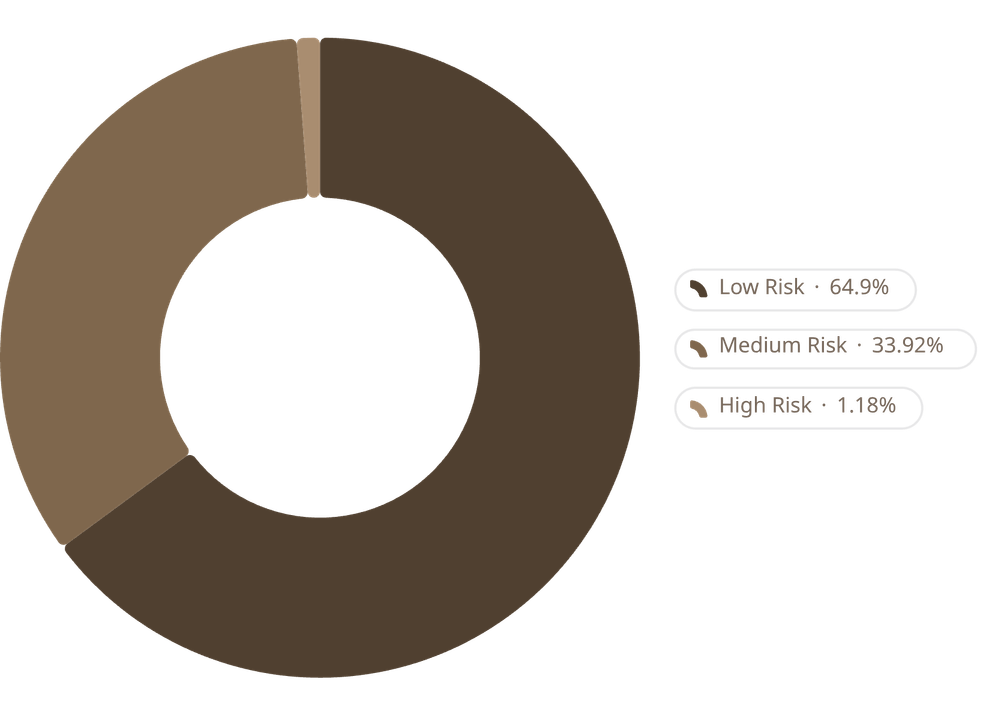 Low Risk · 64.9%
Medium Risk · 33.92%
High Risk · 1.18%